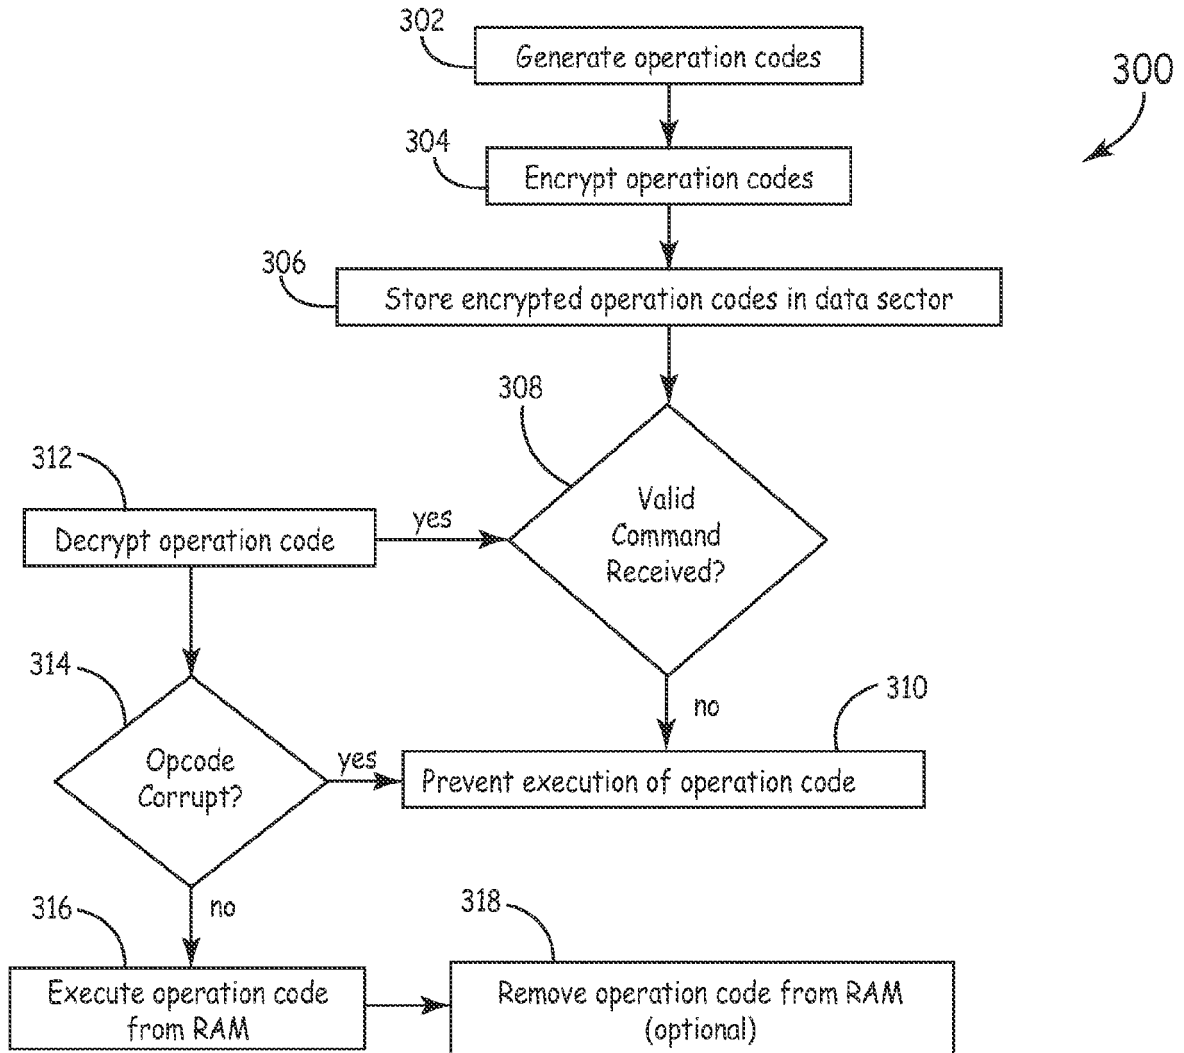 302
Generate operation codes
300
304
Encrypt operation codes
306
Store encrypted operation codes in data sector
308
Valid
Command
Received?
312
Decrypt operation code
yes
314
Opcode
Corrupt?
yes
no
310
Prevent execution of operation code
no
316
Execute operation code
from RAM
318
Remove operation code from RAM
(optional)